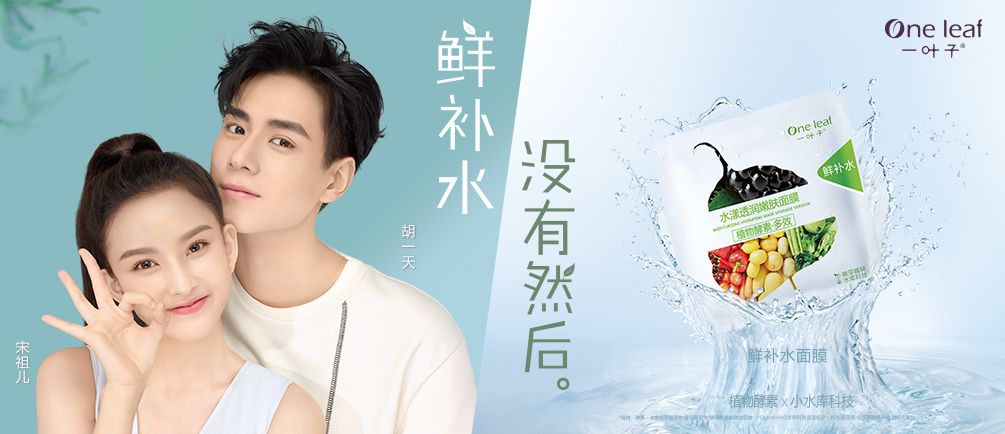 鲜补水
没有然后。
胡一天
宋祖儿
One leaf
一叶子®
One leaf
一叶子
鲜补水
水漾透润嫩肤面膜
MOISTURIZING HYDRATING MASK UPGRADE VERSION
植物酵素·多效
鲜补水面膜
植物酵素 x 小水库科技